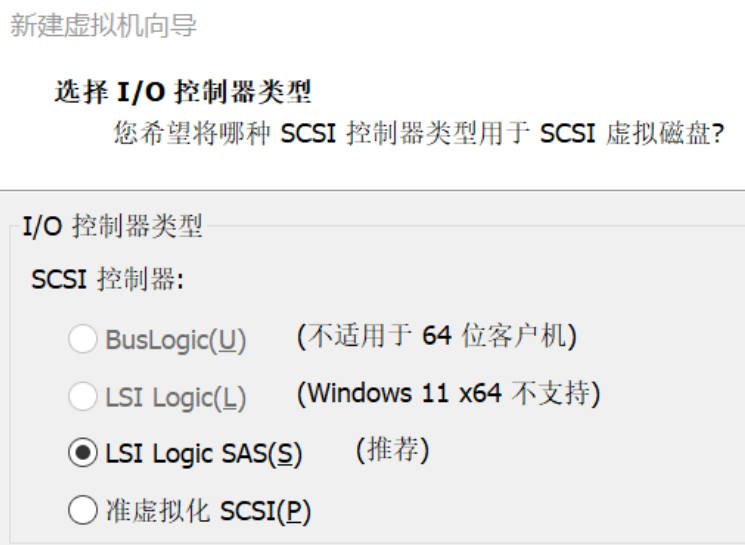 新建虚拟机向导
选择 I/O 控制器类型
您希望将哪种 SCSI 控制器类型用于 SCSI 虚拟磁盘?
I/O 控制器类型
SCSI 控制器:
BusLogic(U) (不适用于 64 位客户机)
LSI Logic(L) (Windows 11 x64 不支持)
LSI Logic SAS(S) (推荐)
准虚拟化 SCSI(P)